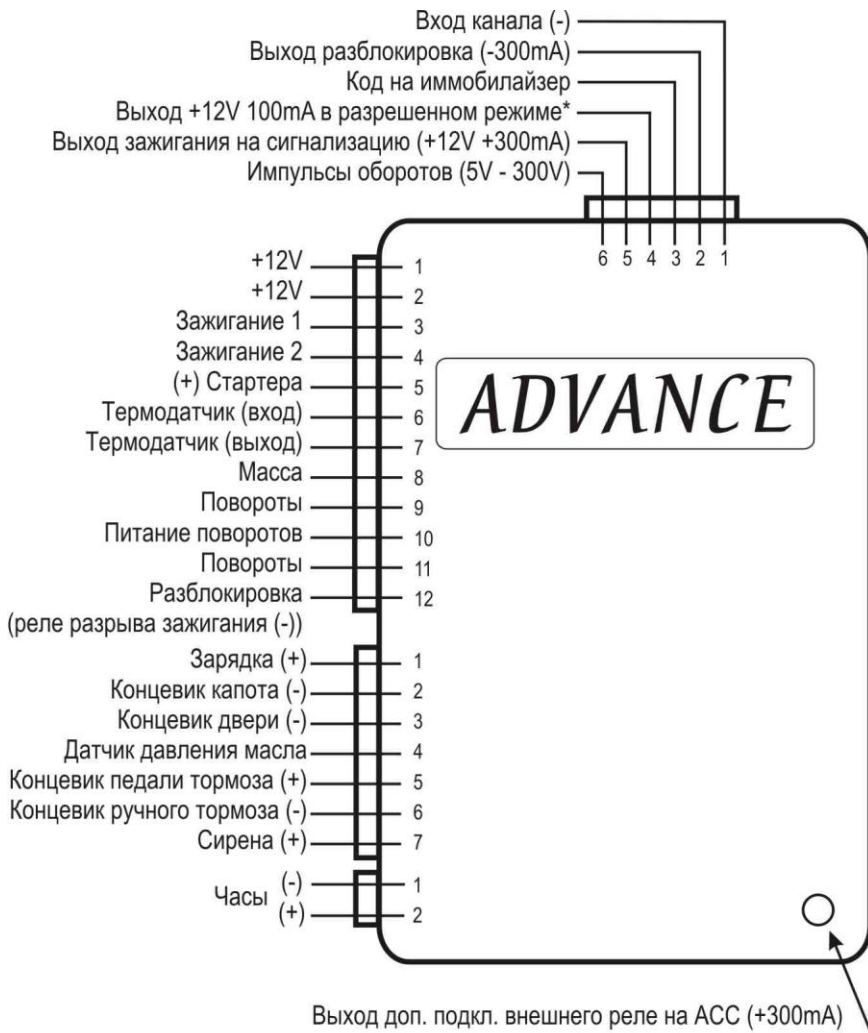 Вход канала (-)
Выход разблокировка (-300mA)
Код на иммобилайзер
Выход +12V 100mA в разрешенном режиме*
Выход зажигания на сигнализацию (+12V +300mA)
Импульсы оборотов (5V - 300V)
6 5 4 3 2 1
+12V 1
+12V 2
Зажигание 1 3
Зажигание 2 4
(+) Стартера 5
Термодатчик (вход) 6
Термодатчик (выход) 7
Масса 8
Повороты 9
Питание поворотов 10
Повороты 11
Разблокировка 12
(реле разрыва зажигания (-))
ADVANCE
Зарядка (+) 1
Концевик капота (-) 2
Концевик двери (-) 3
Датчик давления масла 4
Концевик педали тормоза (+) 5
Концевик ручного тормоза (-) 6
Сирена (+) 7
Часы
(-) 1
(+) 2
Выход доп. подкл. внешнего реле на ACC (+300mA)